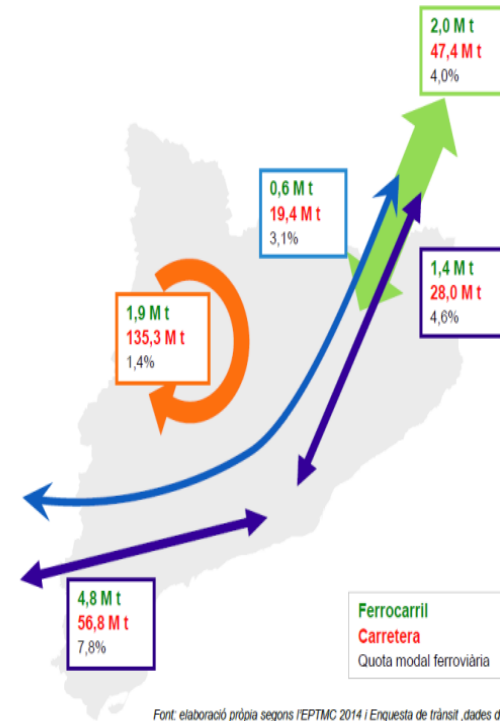 2,0 M t
47,4 M t
4,0%
0,6 M t
19,4 M t
3,1%
1,4 M t
28,0 M t
4,6%
1,9 M t
135,3 M t
1,4%
4,8 M t
56,8 M t
7,8%
Ferrocarril
Carretera
Quota modal ferroviària
Font: elaboració pròpia segons l'EPTMC 2014 i Enquesta de trànsit ,dades d